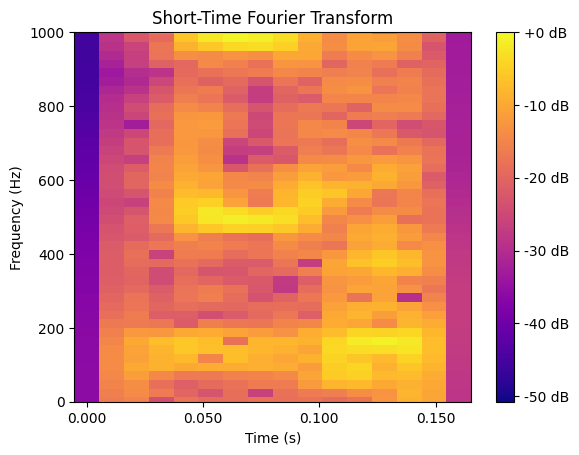 Short-Time Fourier Transform
Frequency (Hz)
1000
800
600
400
200
0
0.000
0.050
0.100
0.150
Time (s)
+0 dB
-10 dB
-20 dB
-30 dB
-40 dB
-50 dB